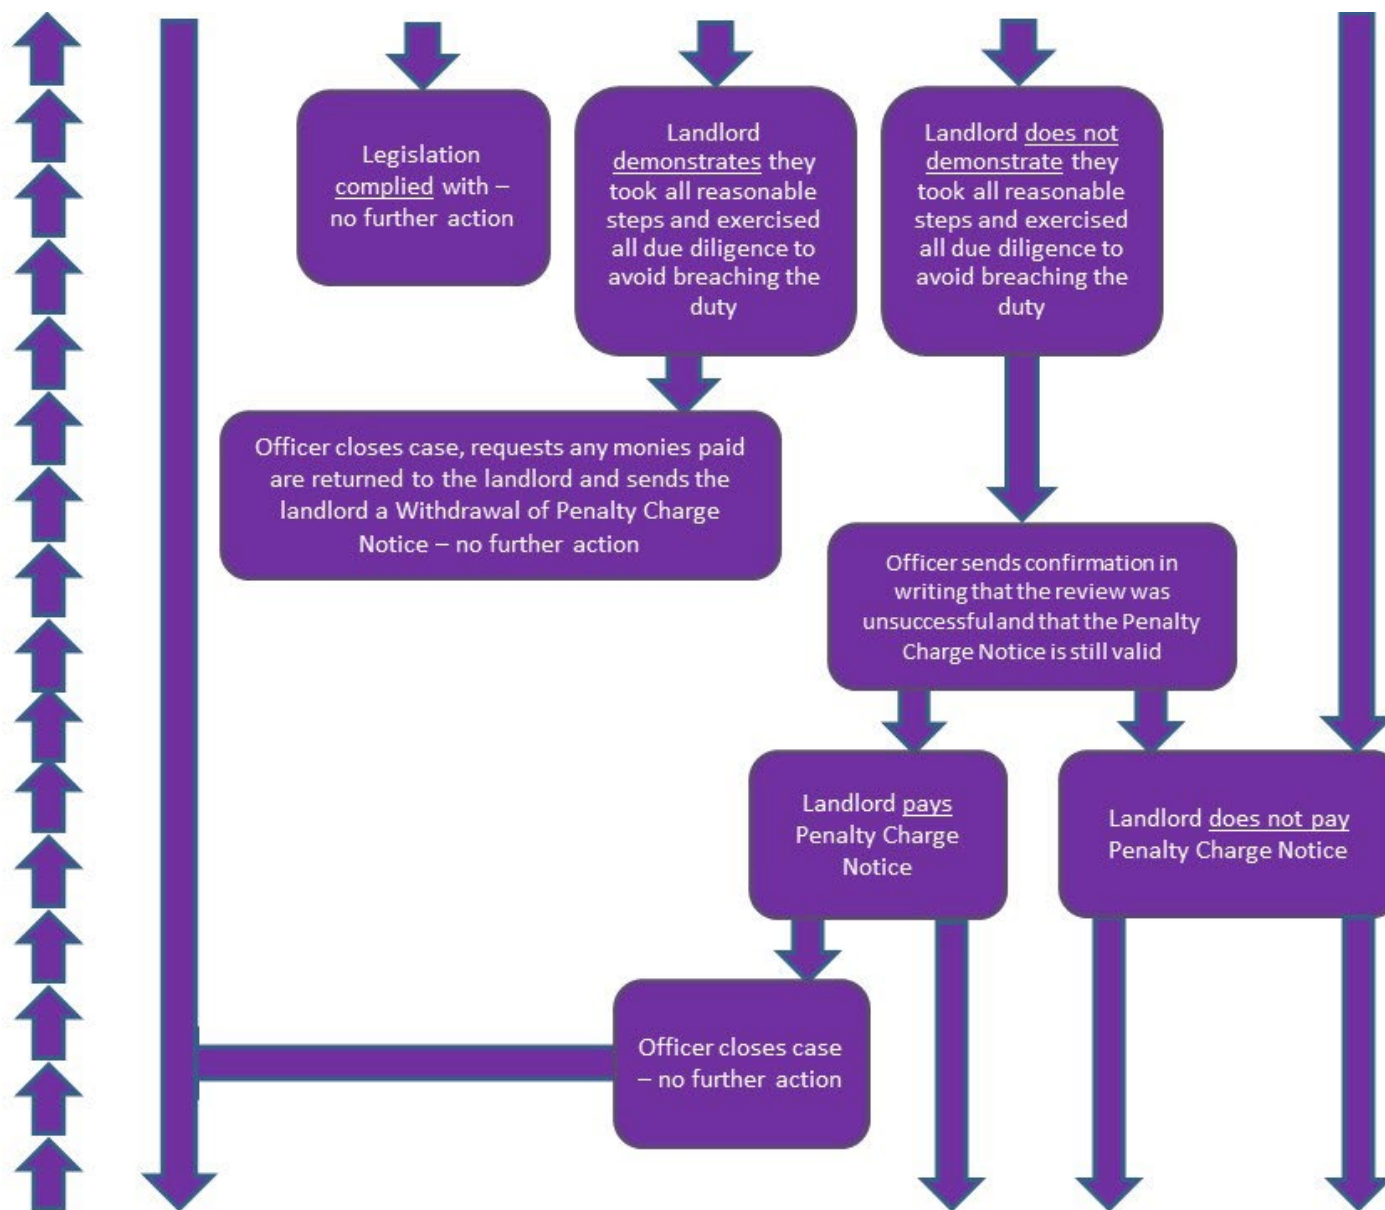 Legislation
complied with –
no further action
Landlord
demonstrates they
took all reasonable
steps and exercised
all due diligence to
avoid breaching the
duty
Landlord does not
demonstrate they
took all reasonable
steps and exercised
all due diligence to
avoid breaching the
duty
Officer closes case, requests any monies paid
are returned to the landlord and sends the
landlord a Withdrawal of Penalty Charge
Notice – no further action
Officer sends confirmation in
writing that the review was
unsuccessful and that the Penalty
Charge Notice is still valid
Landlord pays
Penalty Charge
Notice
Landlord does not pay
Penalty Charge Notice
Officer closes case
– no further action